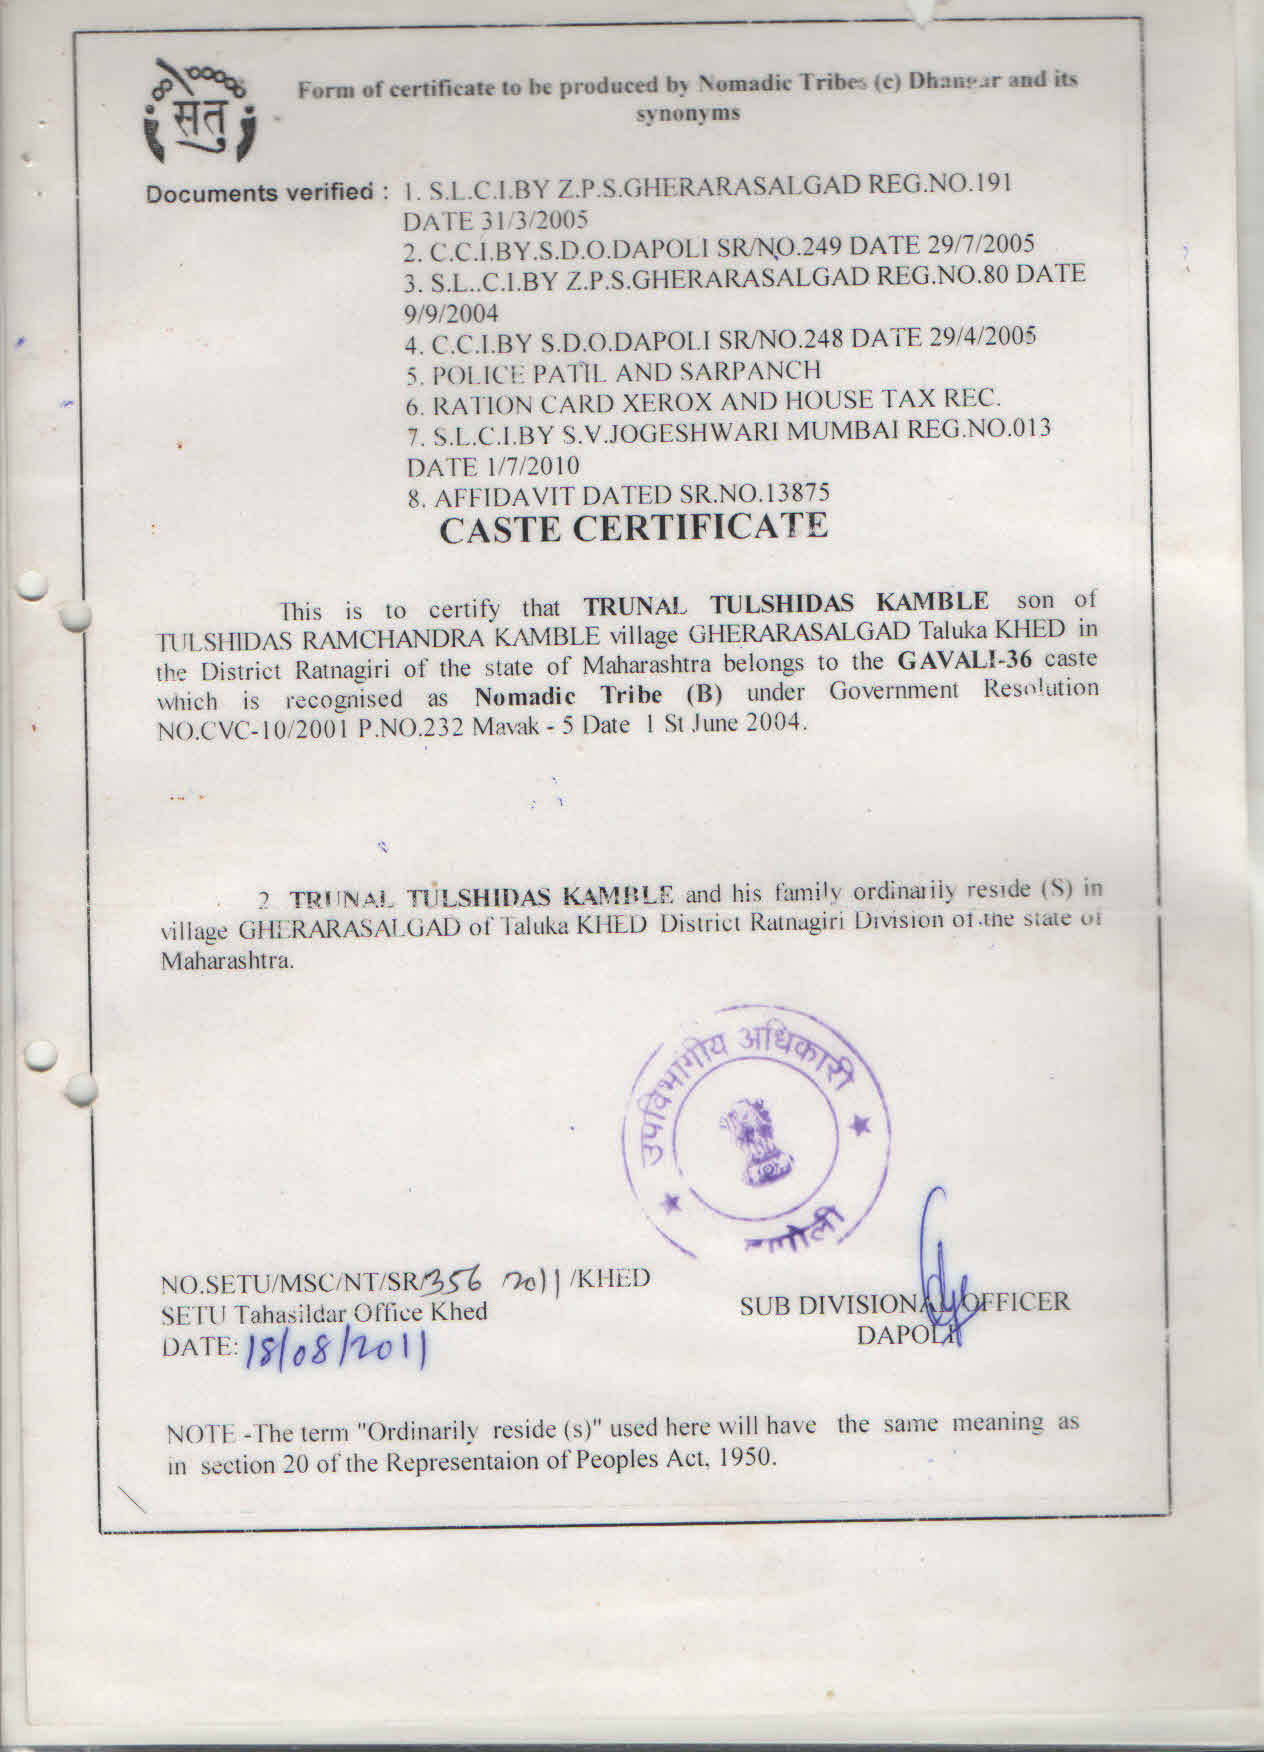 सेतु
Form of certificate to be produced by Nomadic Tribes (c) Dhangar and its
synonyms
Documents verified : 1. S.L.C.I.BY Z.P.S.GHERARASALGAD REG.NO.191
DATE 31/3/2005
2. C.C.I.BY.S.D.O.DAPOLI SR/NO.249 DATE 29/7/2005
3. S.L..C.I.BY Z.P.S.GHERARASALGAD REG.NO.80 DATE
9/9/2004
4. C.C.I.BY S.D.O.DAPOLI SR/NO.248 DATE 29/4/2005
5. POLICE PATIL AND SARPANCH
6. RATION CARD XEROX AND HOUSE TAX REC.
7. S.L.C.I.BY S.V.JOGESHWARI MUMBAI REG.NO.013
DATE 1/7/2010
8. AFFIDAVIT DATED SR.NO.13875
CASTE CERTIFICATE
This is to certify that TRUNAL TULSHIDAS KAMBLE son of
TULSHIDAS RAMCHANDRA KAMBLE village GHERARASALGAD Taluka KHED in
the District Ratnagiri of the state of Maharashtra belongs to the GAVALI-36 caste
which is recognised as Nomadic Tribe (B) under Government Resolution
NO.CVC-10/2001 P.NO.232 Mavak - 5 Date 1 St June 2004.
2 TRUNAL TULSHIDAS KAMBLE and his family ordinarily reside (S) in
village GHERARASALGAD of Taluka KHED District Ratnagiri Division of the state of
Maharashtra.
उपविभागीय अधिकारी
NO.SETU/MSC/NT/SR/356 2011/KHED
SETU Tahasildar Office Khed
DATE: 18/08/2011
SUB DIVISIONAL OFFICER
DAPOLI
NOTE -The term "Ordinarily reside (s)" used here will have the same meaning as
in section 20 of the Representaion of Peoples Act, 1950.